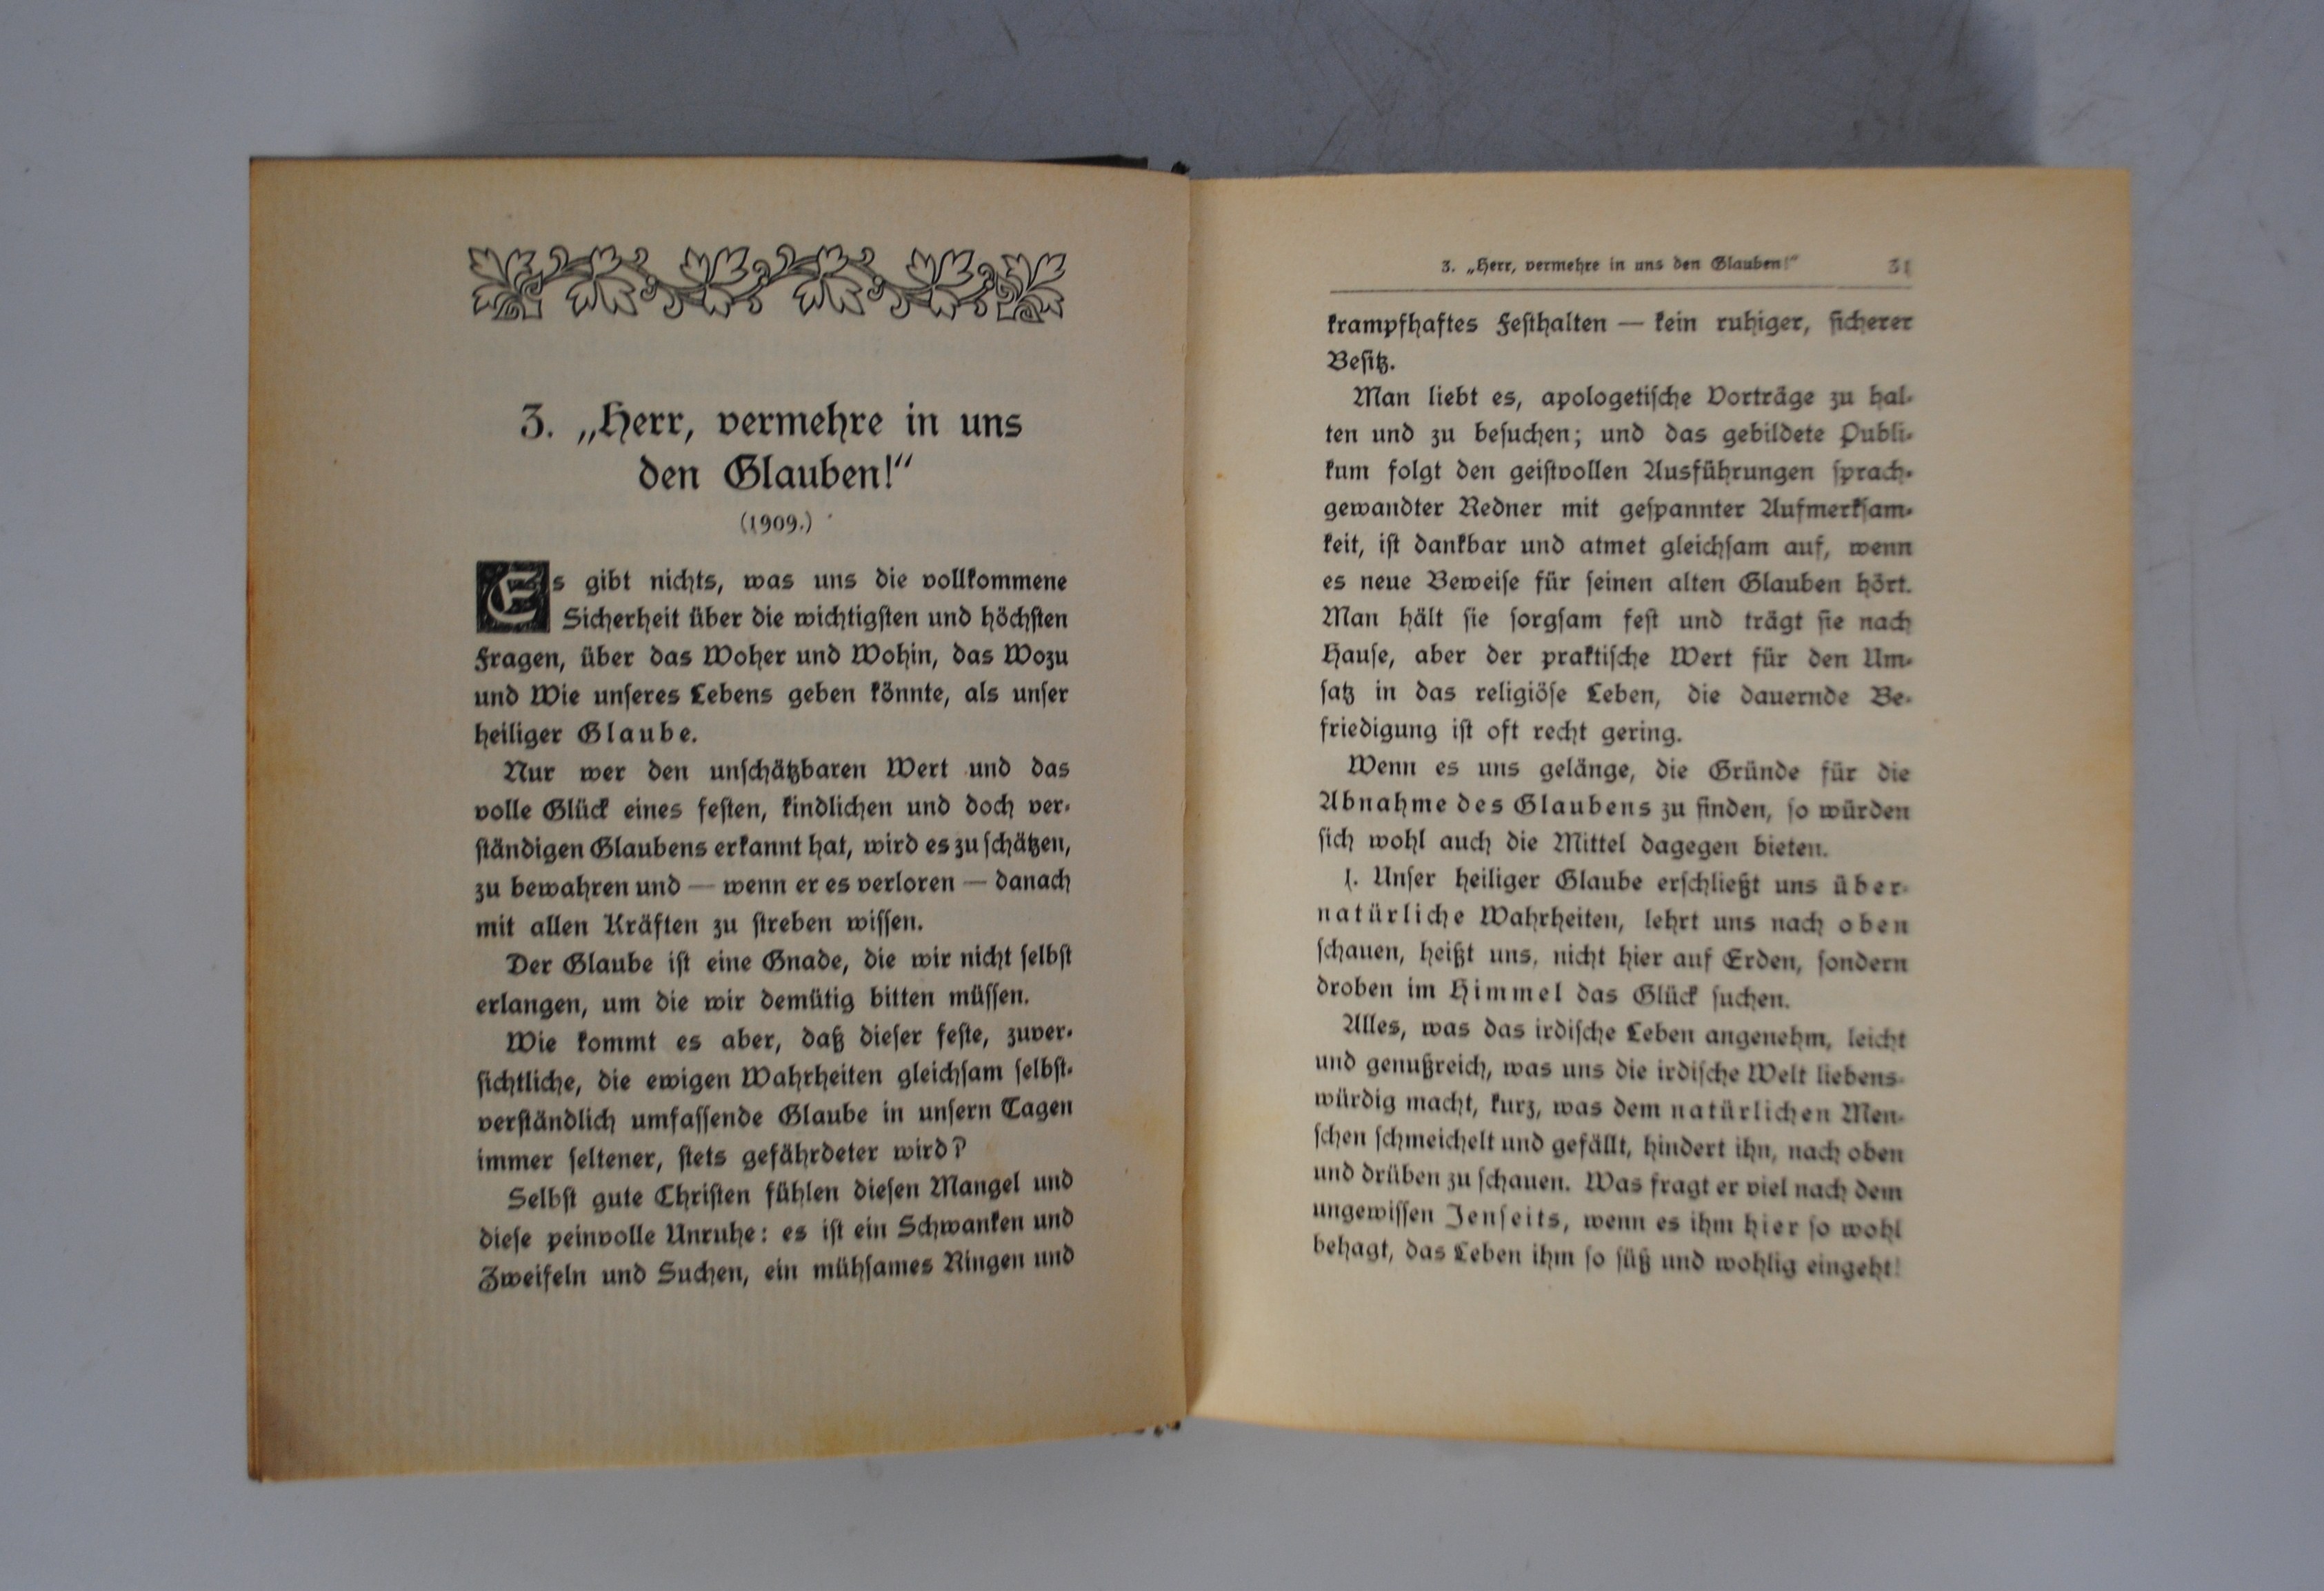 3. „Herr, vermehre in uns
den Glauben!“
(1909.)
Es gibt nichts, was uns die vollkommene
Sicherheit über die wichtigsten und höchsten
Fragen, über das Woher und Wohin, das Wozu
und Wie unseres Lebens geben könnte, als unser
heiliger Glaube.
Nur wer den unschätzbaren Wert und das
volle Glück eines festen, kindlichen und doch ver-
ständigen Glaubens erkannt hat, wird es zu schätzen,
zu bewahren und — wenn er es verloren — danach
mit allen Kräften zu streben wissen.
Der Glaube ist eine Gnade, die wir nicht selbst
erlangen, um die wir demütig bitten müssen.
Wie kommt es aber, daß dieser feste, zuver-
sichtliche, die ewigen Wahrheiten gleichsam selbst-
verständlich umfassende Glaube in unsern Tagen
immer seltener, stets gefährdeter wird?
Selbst gute Christen fühlen diesen Mangel und
diese peinvolle Unruhe: es ist ein Schwanken und
Zweifeln und Suchen, ein mühsames Ringen und
3. „Herr, vermehre in uns den Glauben!“ 31
krampfhaftes Festhalten — kein ruhiger, sicherer
Besitz.
Man liebt es, apologetische Vorträge zu hal-
ten und zu besuchen; und das gebildete Publi-
kum folgt den geistvollen Ausführungen sprach-
gewandter Redner mit gespannter Aufmerksam-
keit, ist dankbar und atmet gleichsam auf, wenn
es neue Beweise für seinen alten Glauben hört.
Man hält sie sorgsam fest und trägt sie nach
Hause, aber der praktische Wert für den Um-
satz in das religiöse Leben, die dauernde Be-
friedigung ist oft recht gering.
Wenn es uns gelänge, die Gründe für die
Abnahme des Glaubens zu finden, so würden
sich wohl auch die Mittel dagegen bieten.
1. Unser heiliger Glaube erschließt uns über-
natürliche Wahrheiten, lehrt uns nach oben
schauen, heißt uns, nicht hier auf Erden, sondern
droben im Himmel das Glück suchen.
Alles, was das irdische Leben angenehm, leicht
und genußreich, was uns die irdische Welt liebens-
würdig macht, kurz, was dem natürlichen Men-
schen schmeichelt und gefällt, hindert ihn, nach oben
und drüben zu schauen. Was fragt er viel nach dem
ungewissen Jenseits, wenn es ihm hier so wohl
behagt, das Leben ihm so süß und wohlig eingeht!